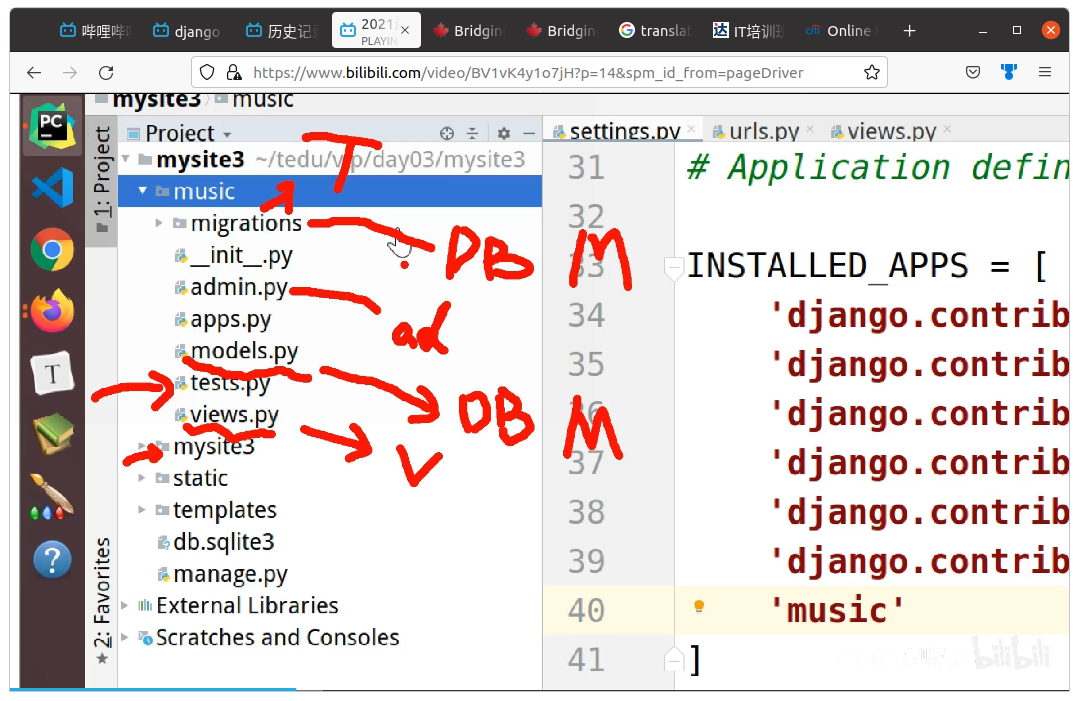 哔哩哔哩
django
历史记录
2021
PLAYIN
Bridgin
Bridgin
translat
IT培训班
Online
https://www.bilibili.com/video/BV1vK4y1o7jH?p=14&spm_id_from=pageDriver
mysite3 music
1: Project
2: Favorites
Project
mysite3 ~/tedu/vip/day03/mysite3
T
music
migrations
DB M
__init__.py
admin.py
ad
apps.py
models.py
DB M
tests.py
views.py
V
mysite3
static
templates
db.sqlite3
manage.py
External Libraries
Scratches and Consoles
settings.py urls.py views.py
31 # Application defin
32
33 INSTALLED_APPS = [
34 'django.contrib
35 'django.contrib
36 'django.contrib
37 'django.contrib
38 'django.contrib
39 'django.contrib
40 'music'
41 ]
PC
T
bilibili